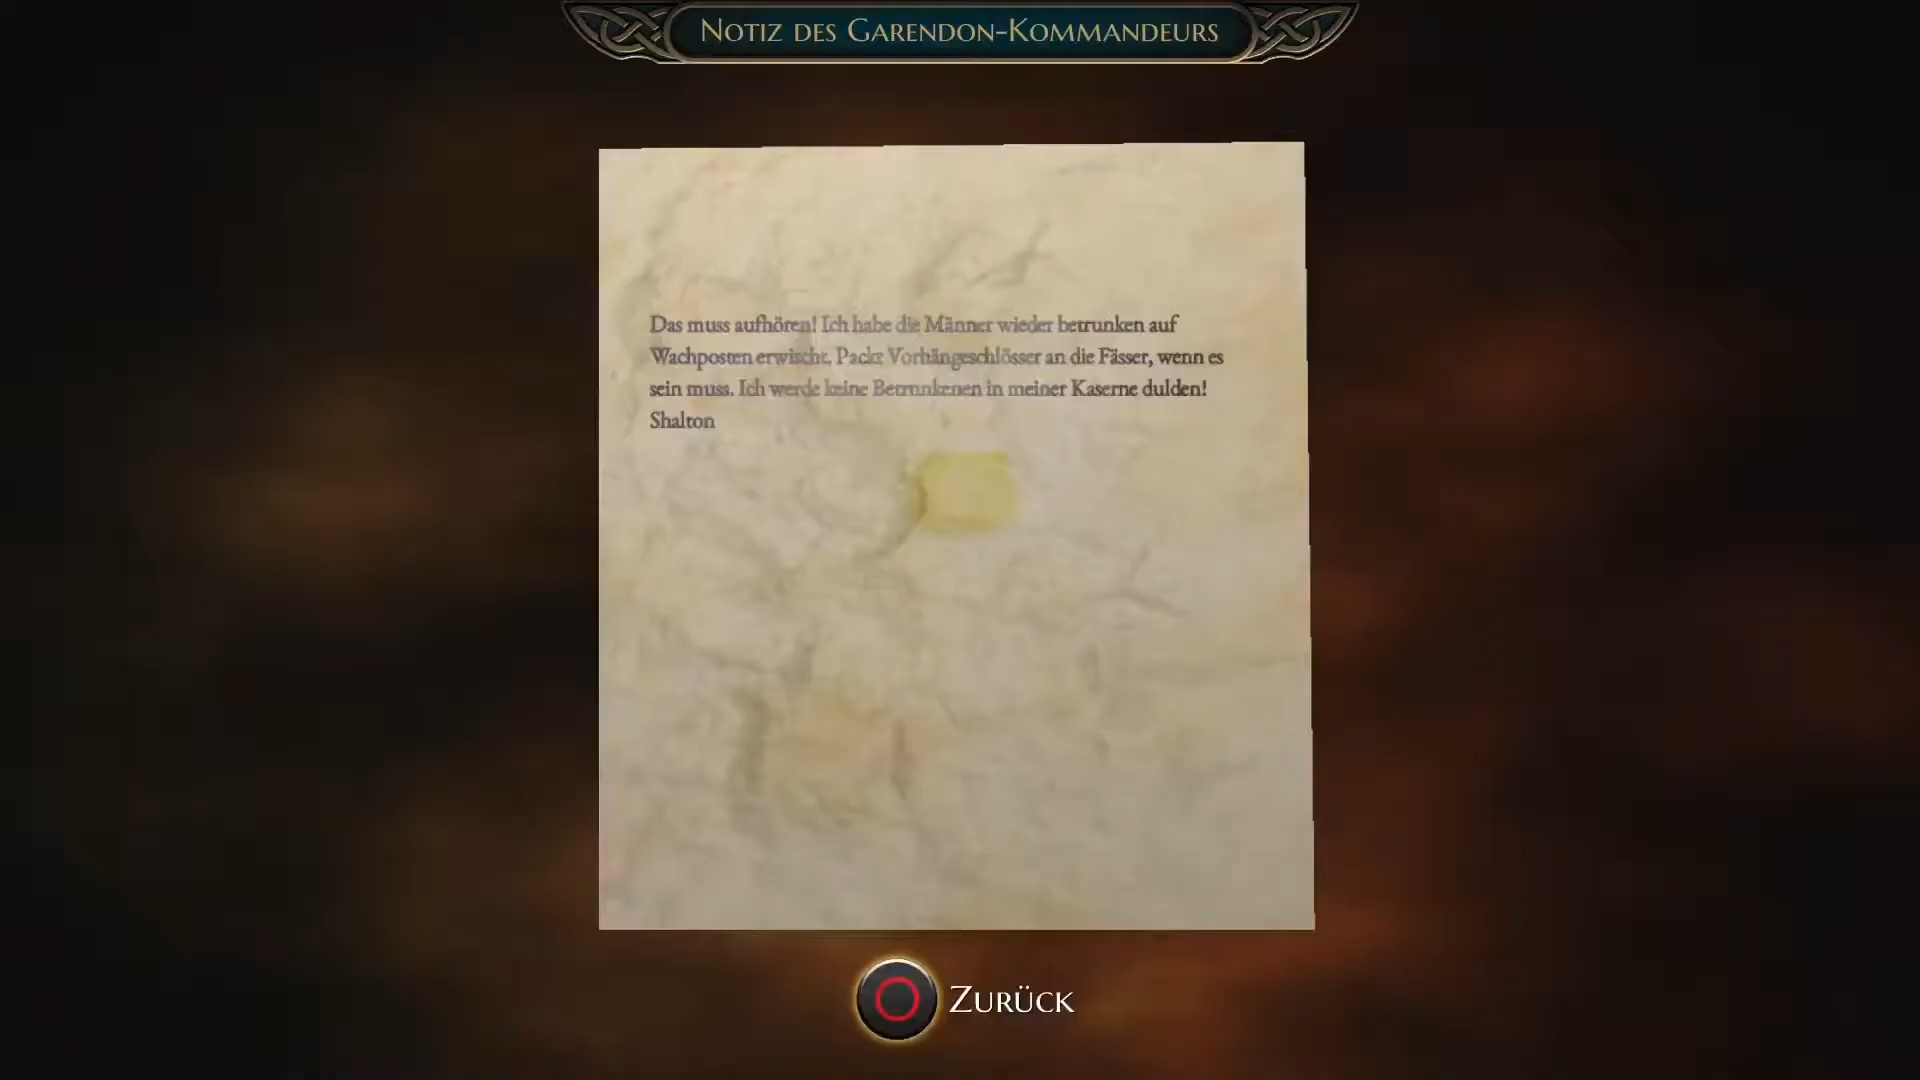 Notiz des Garendon-Kommandeurs
Das muss aufhören! Ich habe die Männer wieder betrunken auf
Wachposten erwischt. Packt Vorhängeschlösser an die Fässer, wenn es
sein muss. Ich werde keine Betrunkenen in meiner Kaserne dulden!
Shalton
Zurück